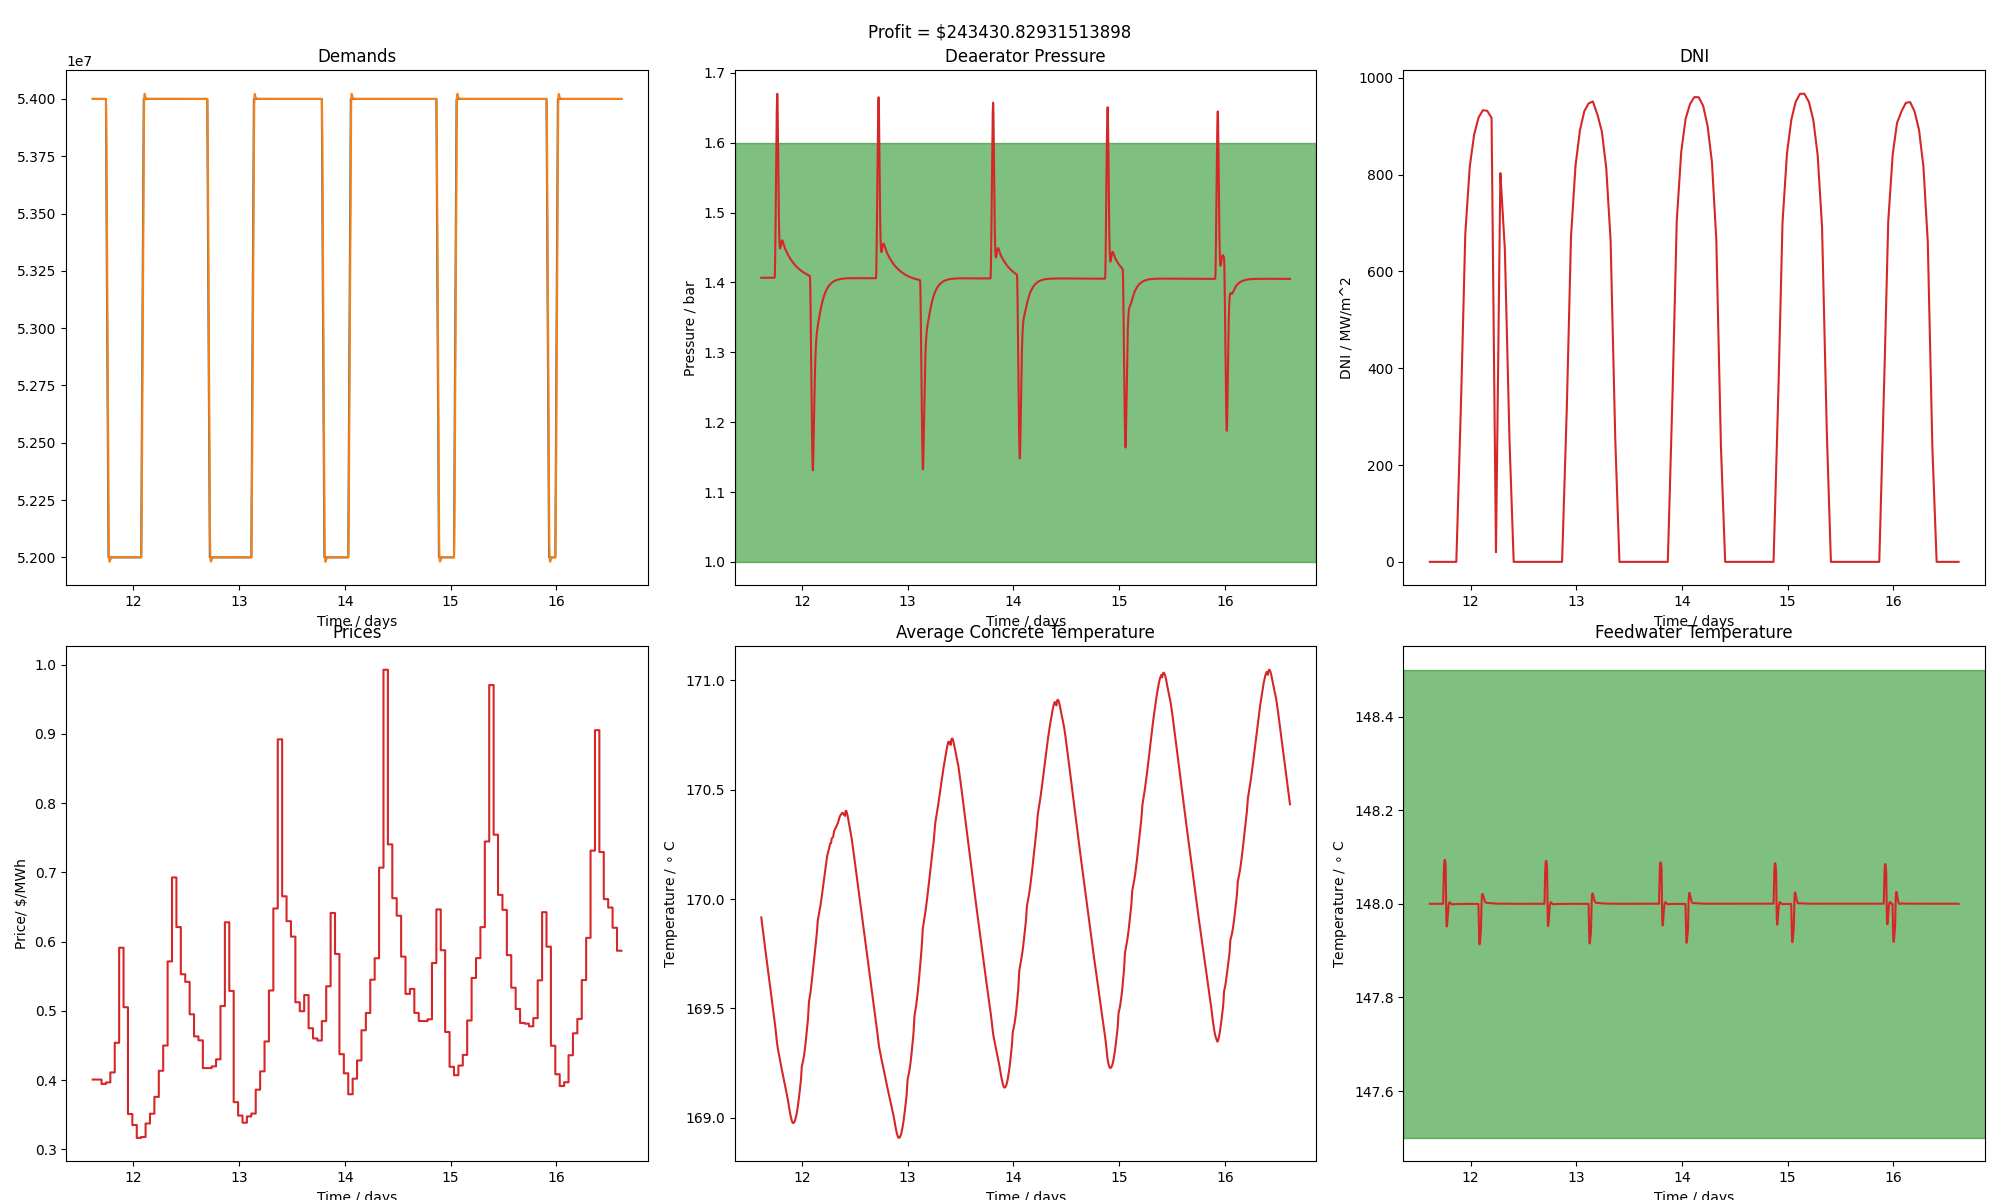 Profit = $243430.82931513898
Demands
1e7
5.400
5.375
5.350
5.325
5.300
5.275
5.250
5.225
5.200
12 13 14 15 16
Time / days
Deaerator Pressure
Pressure / bar
1.7
1.6
1.5
1.4
1.3
1.2
1.1
1.0
12 13 14 15 16
Time / days
DNI
DNI / MW/m^2
1000
800
600
400
200
0
12 13 14 15 16
Time / days
Prices
Price/ $/MWh
1.0
0.9
0.8
0.7
0.6
0.5
0.4
0.3
12 13 14 15 16
Time / days
Average Concrete Temperature
Temperature / ∘ C
171.0
170.5
170.0
169.5
169.0
12 13 14 15 16
Time / days
Feedwater Temperature
Temperature / ∘ C
148.4
148.2
148.0
147.8
147.6
12 13 14 15 16
Time / days